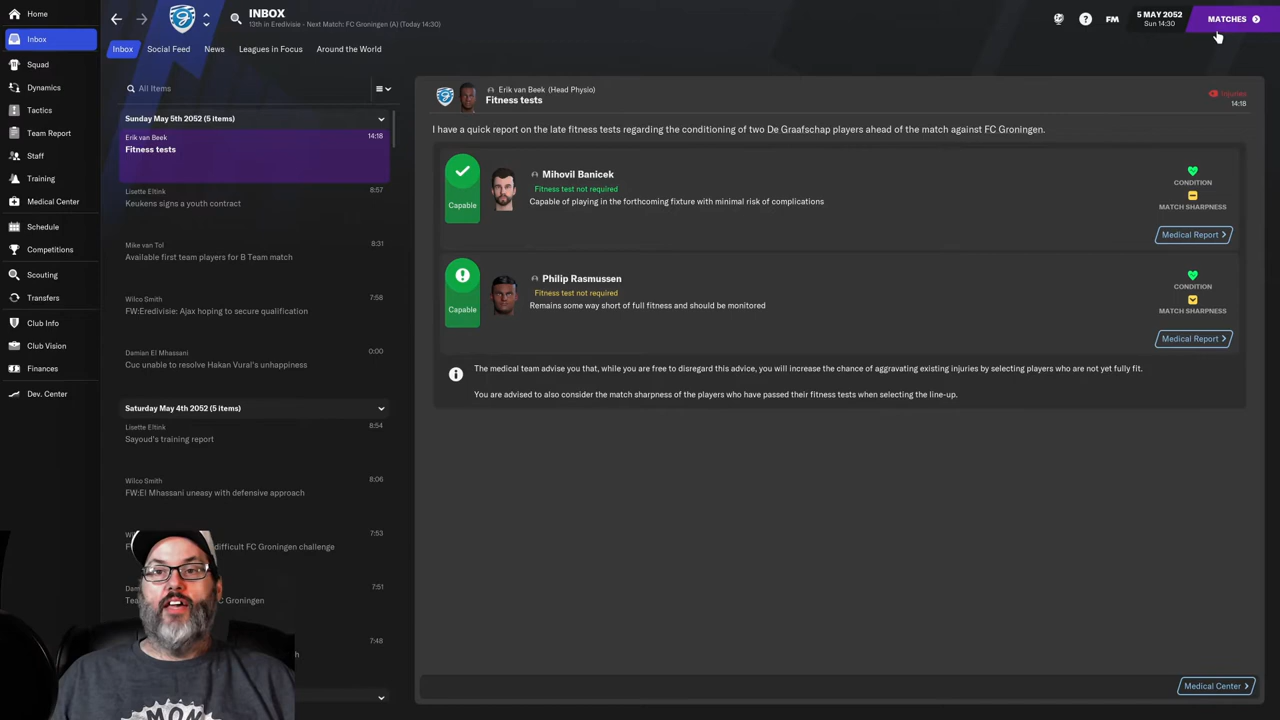 Home
Inbox
Squad
Dynamics
Tactics
Team Report
Staff
Training
Medical Center
Schedule
Competitions
Scouting
Transfers
Club Info
Club Vision
Finances
Dev. Center
INBOX
13th in Eredivisie - Next Match: FC Groningen (A) (Today 14:30)
FM
5 MAY 2052
Sun 14:30
MATCHES
Inbox
Social Feed
News
Leagues in Focus
Around the World
All Items
Sunday May 5th 2052 (5 items)
Erik van Beek 14:18
Fitness tests
Lisette Eltink 8:57
Keukens signs a youth contract
Mike van Tol 8:31
Available first team players for B Team match
Wilco Smith 7:58
FW:Eredivisie: Ajax hoping to secure qualification
Damian El Mhassani 0:00
Cuc unable to resolve Hakan Vural's unhappiness
Saturday May 4th 2052 (5 items)
Lisette Eltink 8:54
Sayoud's training report
Wilco Smith 8:06
FW:El Mhassani uneasy with defensive approach
7:53
difficult FC Groningen challenge
7:51
Groningen
7:48
Erik van Beek (Head Physio)
Fitness tests
Injuries
14:18
I have a quick report on the late fitness tests regarding the conditioning of two De Graafschap players ahead of the match against FC Groningen.
Capable
Mihovil Banicek
Fitness test not required
Capable of playing in the forthcoming fixture with minimal risk of complications
CONDITION
MATCH SHARPNESS
Medical Report
Capable
Philip Rasmussen
Fitness test not required
Remains some way short of full fitness and should be monitored
CONDITION
MATCH SHARPNESS
Medical Report
The medical team advise you that, while you are free to disregard this advice, you will increase the chance of aggravating existing injuries by selecting players who are not yet fully fit.
You are advised to also consider the match sharpness of the players who have passed their fitness tests when selecting the line-up.
Medical Center